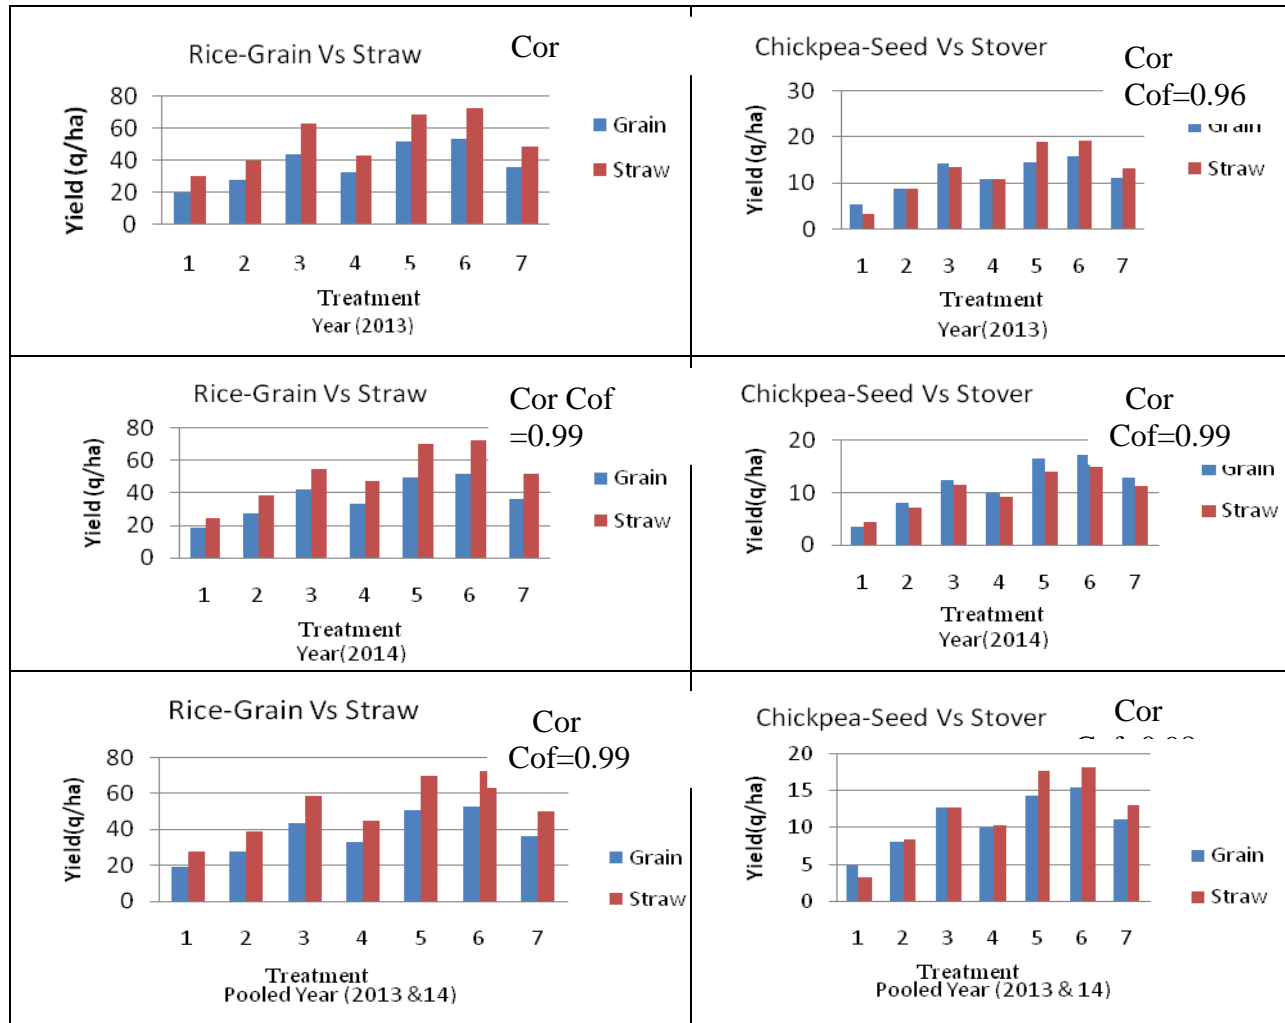 Rice-Grain Vs Straw
Cor
Yield (q/ha)
80
60
40
20
0
1 2 3 4 5 6 7
Treatment
Year (2013)
Grain
Straw
Chickpea-Seed Vs Stover
Cor
Cof=0.96
Yield (q/ha)
30
20
10
0
1 2 3 4 5 6 7
Treatment
Year(2013)
Grain
Straw
Rice-Grain Vs Straw
Cor Cof
=0.99
Yield (q/ha)
80
60
40
20
0
1 2 3 4 5 6 7
Treatment
Year(2014)
Grain
Straw
Chickpea-Seed Vs Stover
Cor
Cof=0.99
Yield(q/ha)
20
10
0
1 2 3 4 5 6 7
Treatment
Year(2014)
Grain
Straw
Rice-Grain Vs Straw
Cor
Cof=0.99
Yield(q/ha)
80
60
40
20
0
1 2 3 4 5 6 7
Treatment
Pooled Year (2013 &14)
Grain
Straw
Chickpea-Seed Vs Stover
Cor
Yield(q/ha)
20
15
10
5
0
1 2 3 4 5 6 7
Treatment
Pooled Year (2013 & 14)
Grain
Straw